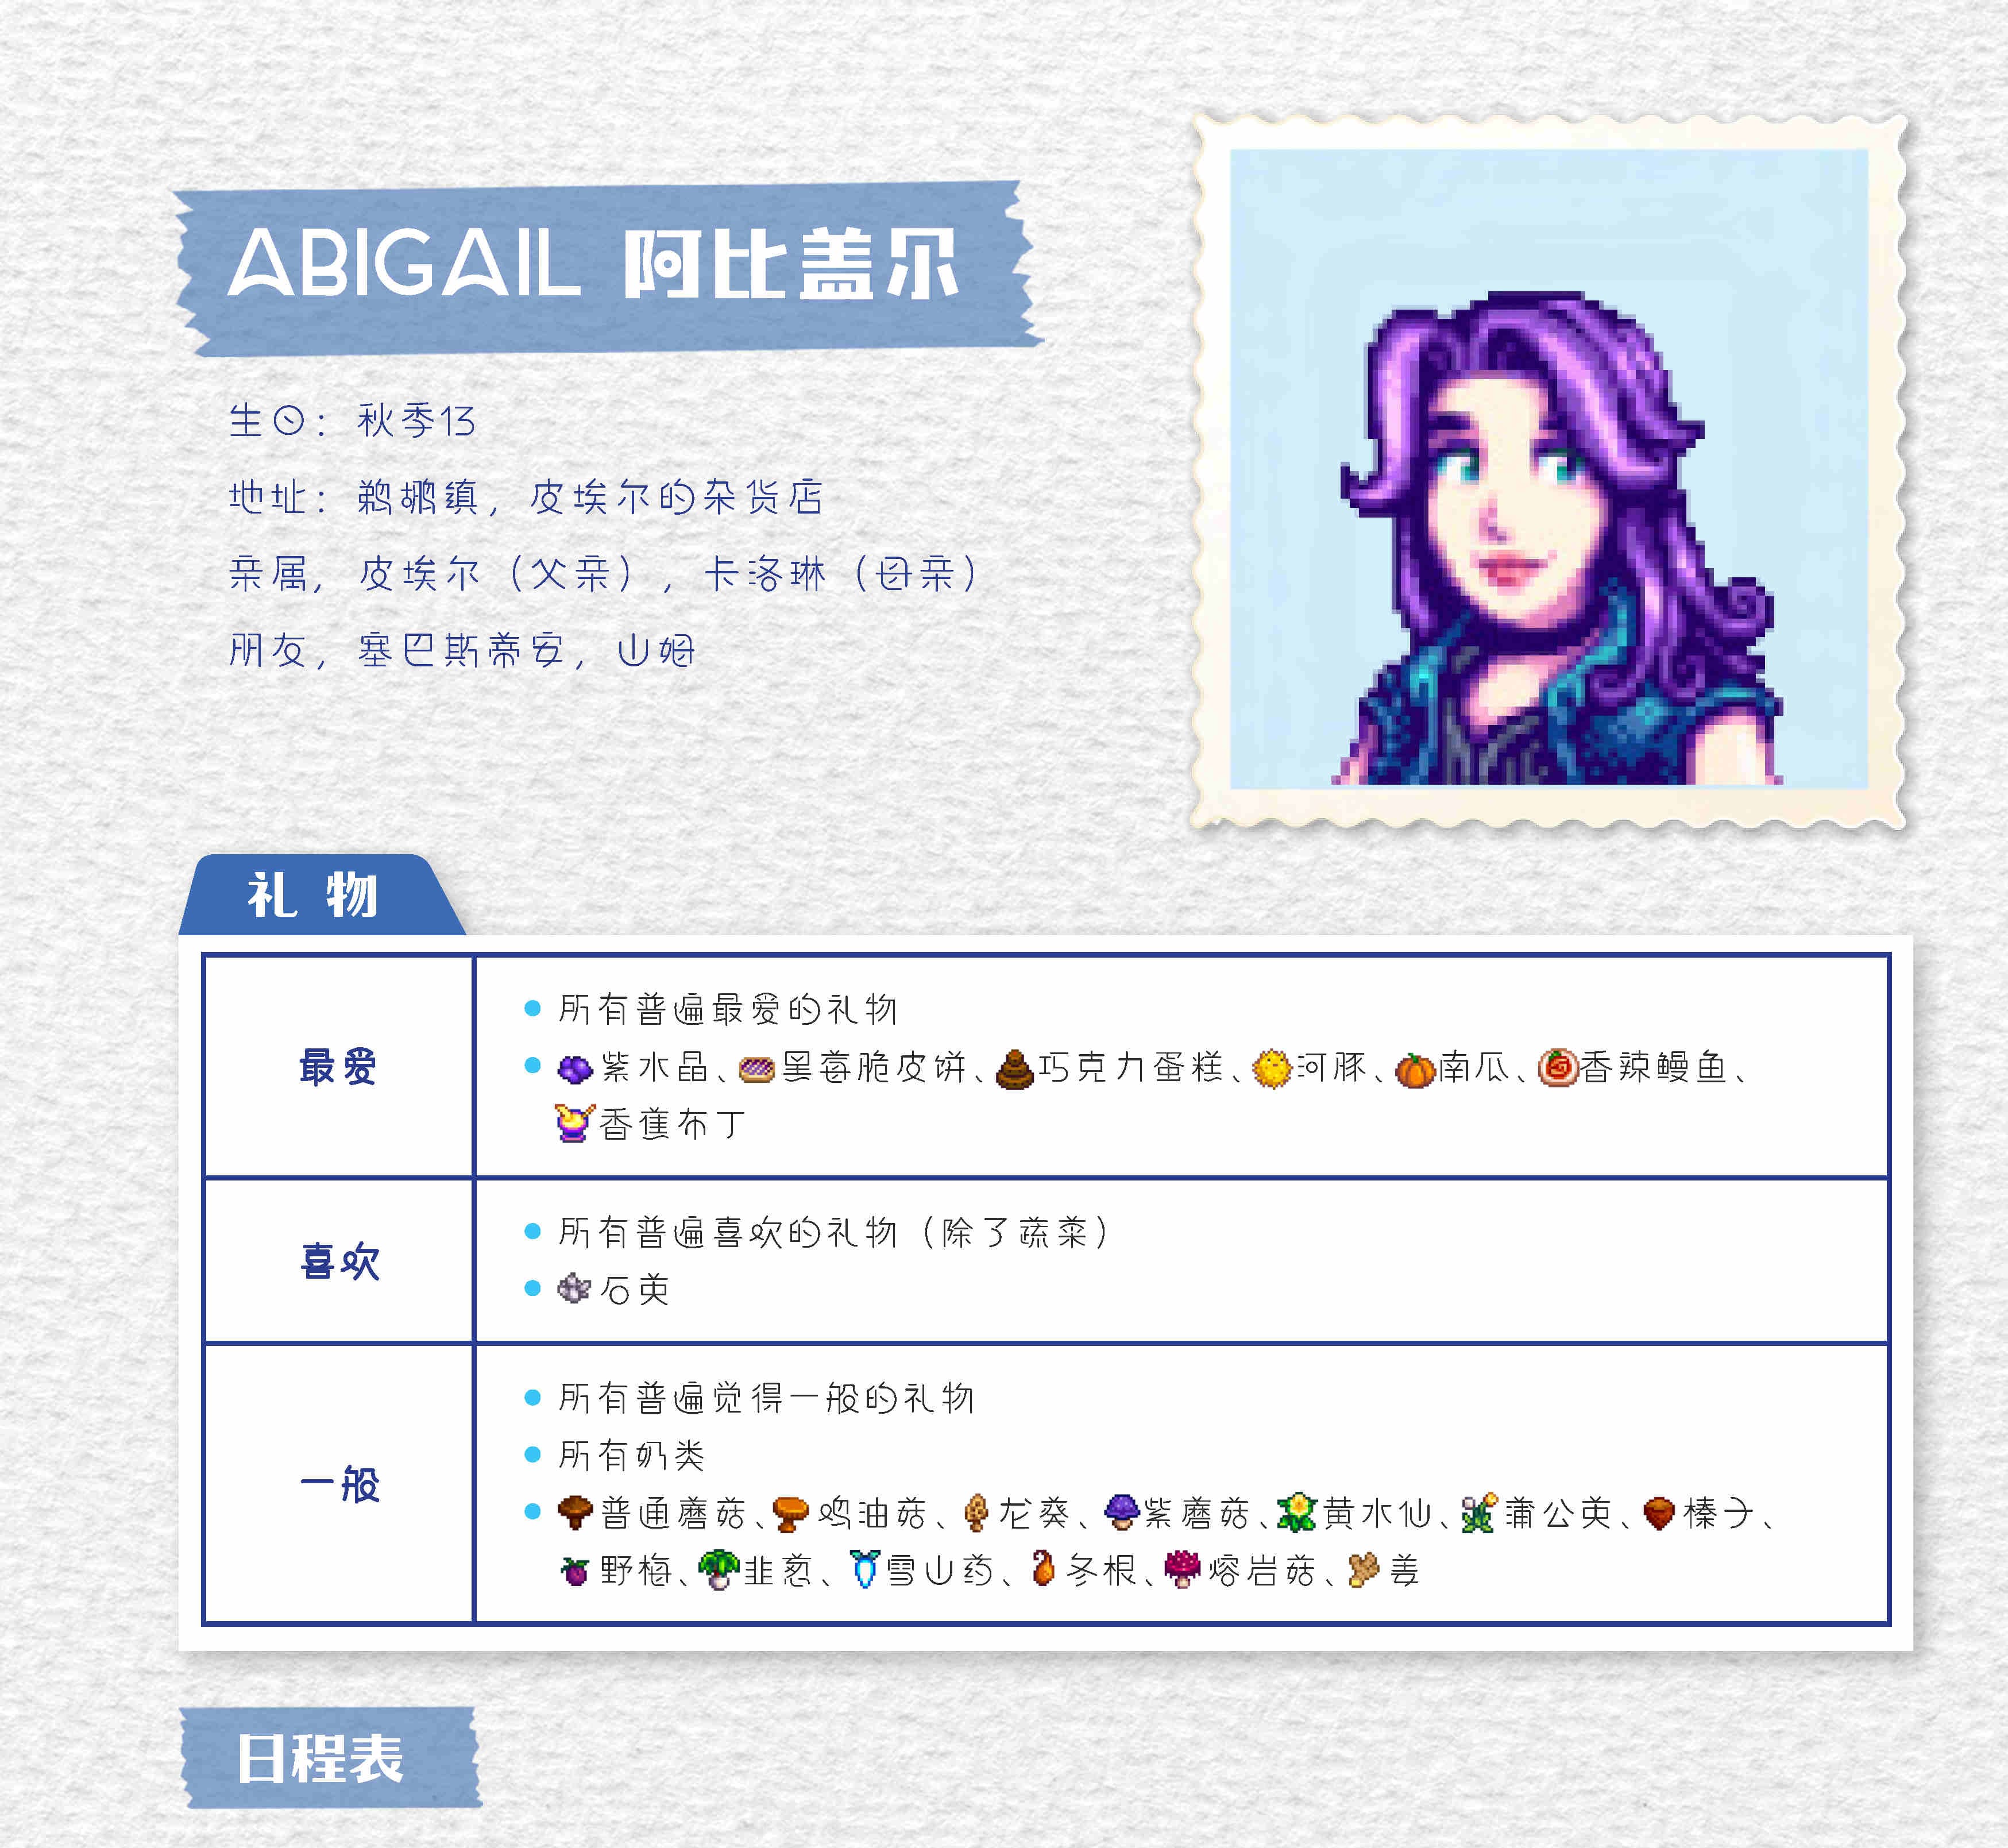 ABIGAIL 阿比盖尔
生日：秋季13
地址：鹈鹕镇，皮埃尔的杂货店
亲属，皮埃尔（父亲），卡洛琳（母亲）
朋友，塞巴斯蒂安，山姆
礼 物
最爱
所有普遍最爱的礼物
紫水晶、黑莓脆皮饼、巧克力蛋糕、河豚、南瓜、香辣鳗鱼、
香蕉布丁
喜欢
所有普遍喜欢的礼物（除了蔬菜）
石英
一般
所有普遍觉得一般的礼物
所有奶类
普通蘑菇、鸡油菇、龙葵、紫蘑菇、黄水仙、蒲公英、榛子、
野梅、韭葱、雪山药、冬根、熔岩菇、姜
日程表